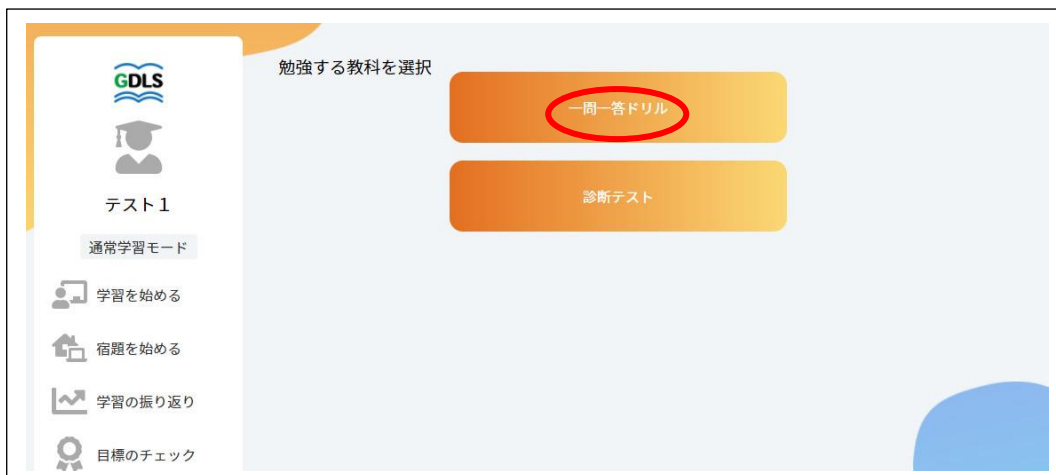 GDLS
テスト１
通常学習モード
学習を始める
宿題を始める
学習の振り返り
目標のチェック
勉強する教科を選択
一問一答ドリル
診断テスト